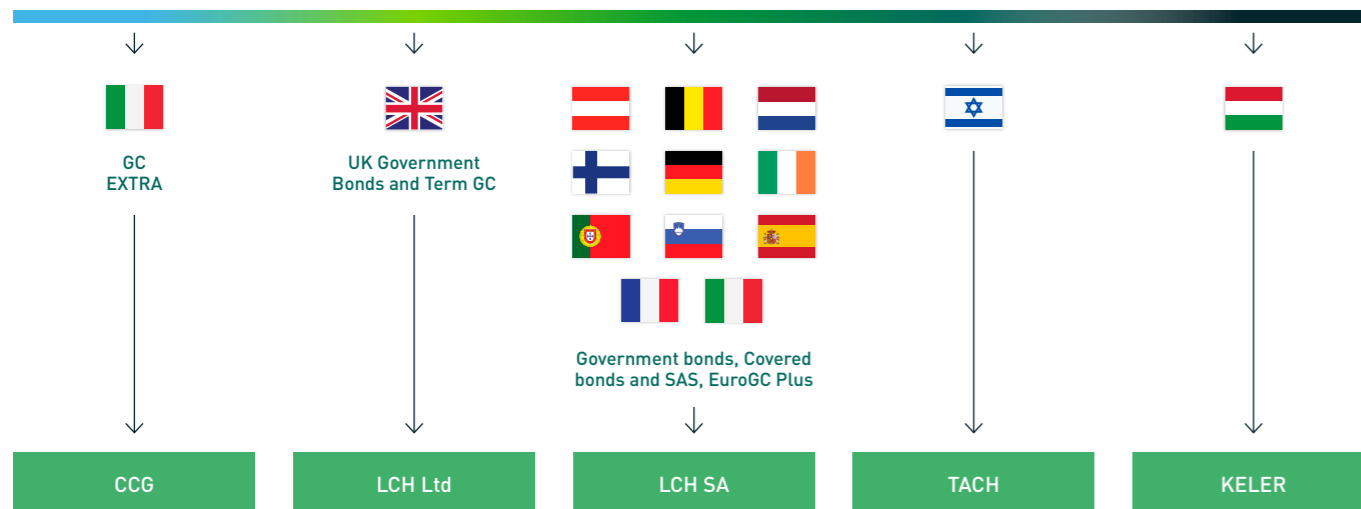 GC
EXTRA
UK Government
Bonds and Term GC
Government bonds, Covered
bonds and SAS, EuroGC Plus
CCG
LCH Ltd
LCH SA
TACH
KELER